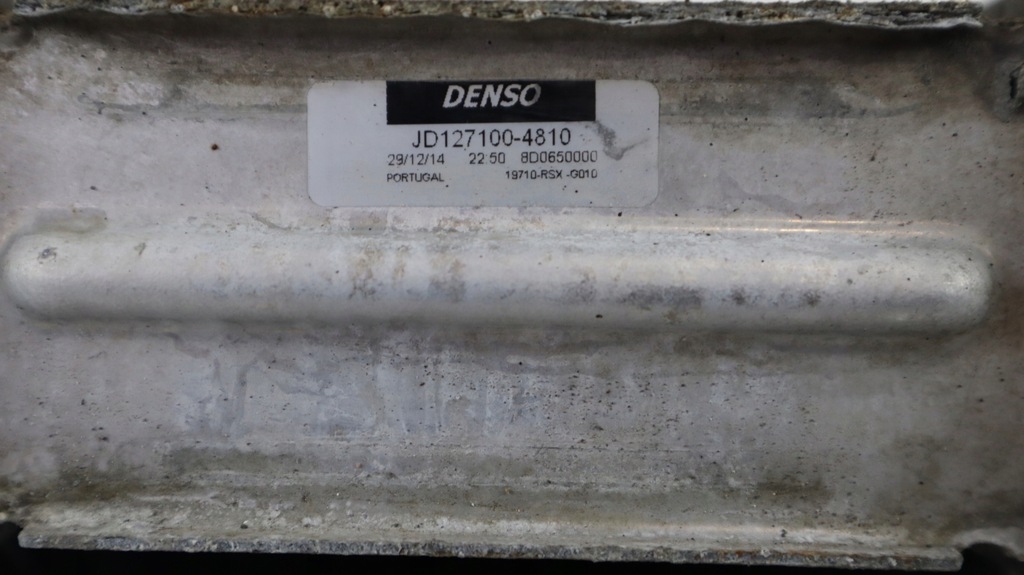 DENSO
JD127100-4810
29/12/14 22:50 8D0650000
PORTUGAL 19710-RSX -G010